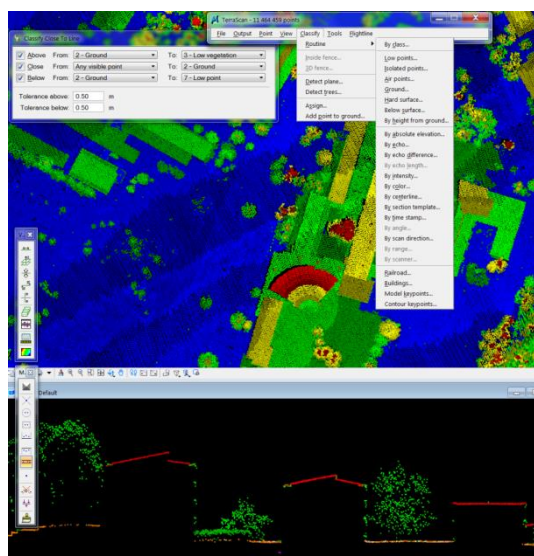 TerraScan - 11 464 459 points
File Output Point View Classify Tools Flightline
Classify Close To Line
Above From: 2 - Ground To: 3 - Low vegetation
Close From: Any visible point To: 2 - Ground
Below From: 2 - Ground To: 7 - Low point
Tolerance above: 0.50 m
Tolerance below: 0.50 m
Routine
Inside fence...
3D fence...
Detect plane...
Detect trees...
Assign...
Add point to ground...
By class...
Low points...
Isolated points...
Air points...
Ground...
Hard surface...
Below surface...
By height from ground...
By absolute elevation...
By echo...
By echo difference...
By echo length...
By intensity...
By color...
By centerline...
By section template...
By time stamp...
By angle...
By scan direction...
By range...
By scanner...
Railroad...
Buildings...
Model keypoints...
Contour keypoints...
Default